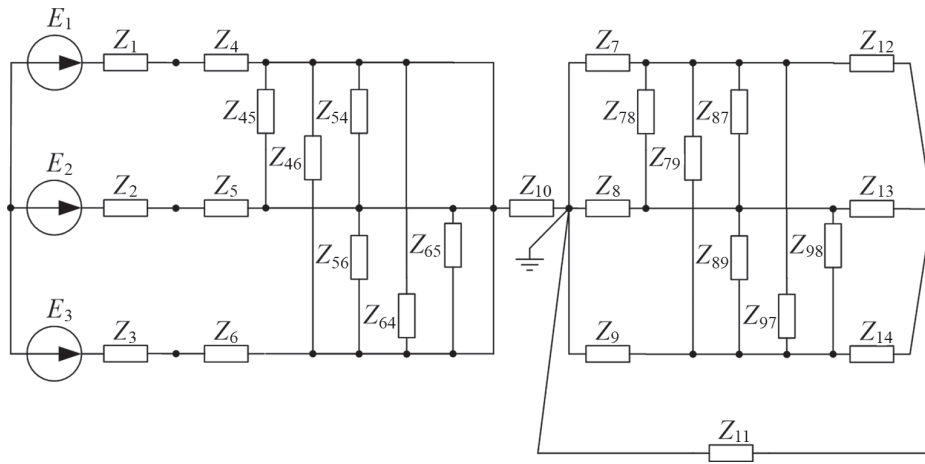 E₁ Z₁ Z₄ Z₇ Z₁₂
Z₄₅ Z₅₄ Z₇₈ Z₈₇
Z₄₆ Z₇₉
E₂ Z₂ Z₅ Z₁₀ Z₈ Z₁₃
Z₅₆ Z₆₅ Z₈₉ Z₉₈
E₃ Z₃ Z₆ Z₆₄ Z₉ Z₉₇ Z₁₄
Z₁₁